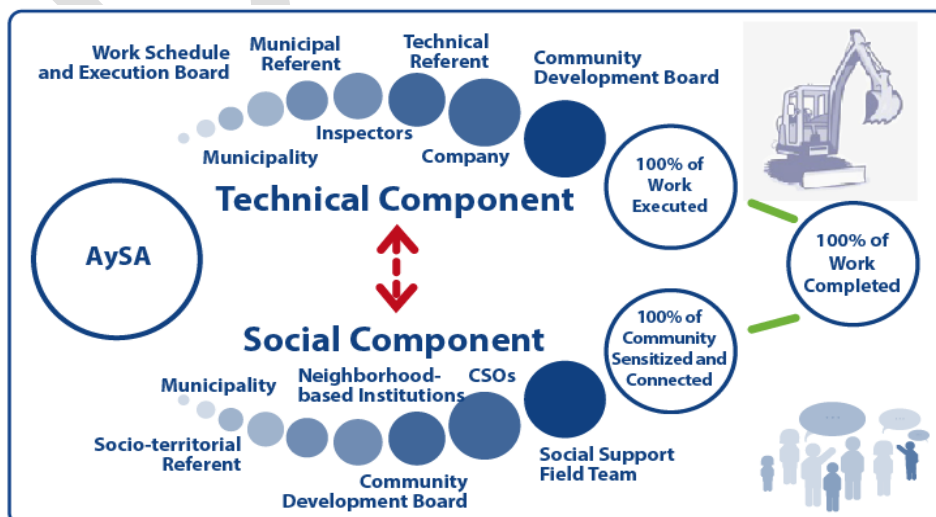 Work Schedule
and Execution Board
Municipal
Referent
Technical
Referent
Community
Development Board
Municipality
Inspectors
Company
100% of
Work
Executed
Technical Component
AySA
100% of
Work
Completed
Social Component
100% of
Community
Sensitized and
Connected
Municipality
Neighborhood-
based Institutions
CSOs
Socio-territorial
Referent
Community
Development Board
Social Support
Field Team